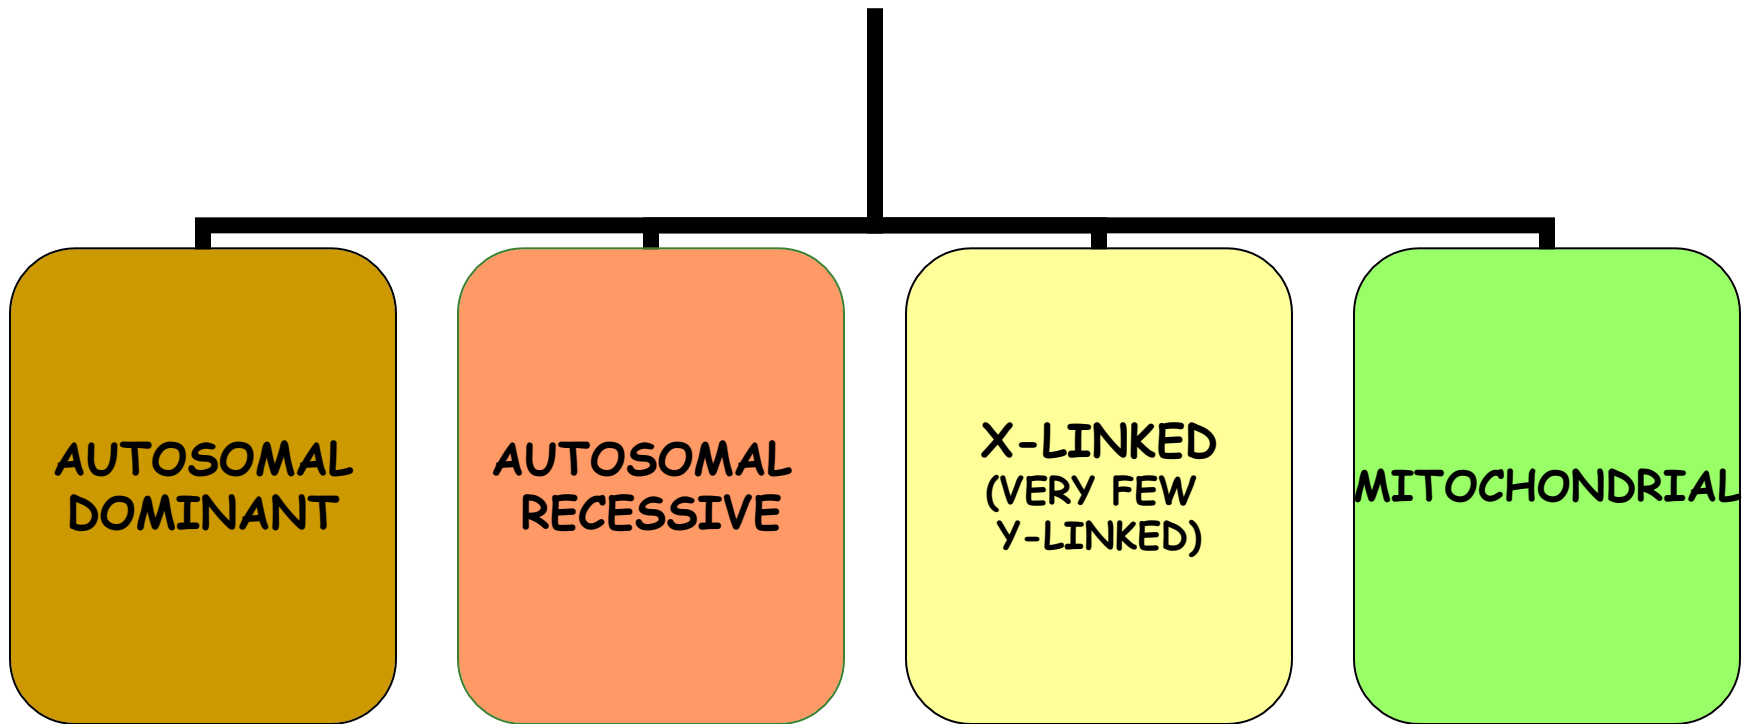 AUTOSOMAL
DOMINANT
AUTOSOMAL
RECESSIVE
X-LINKED
(VERY FEW
Y-LINKED)
MITOCHONDRIAL